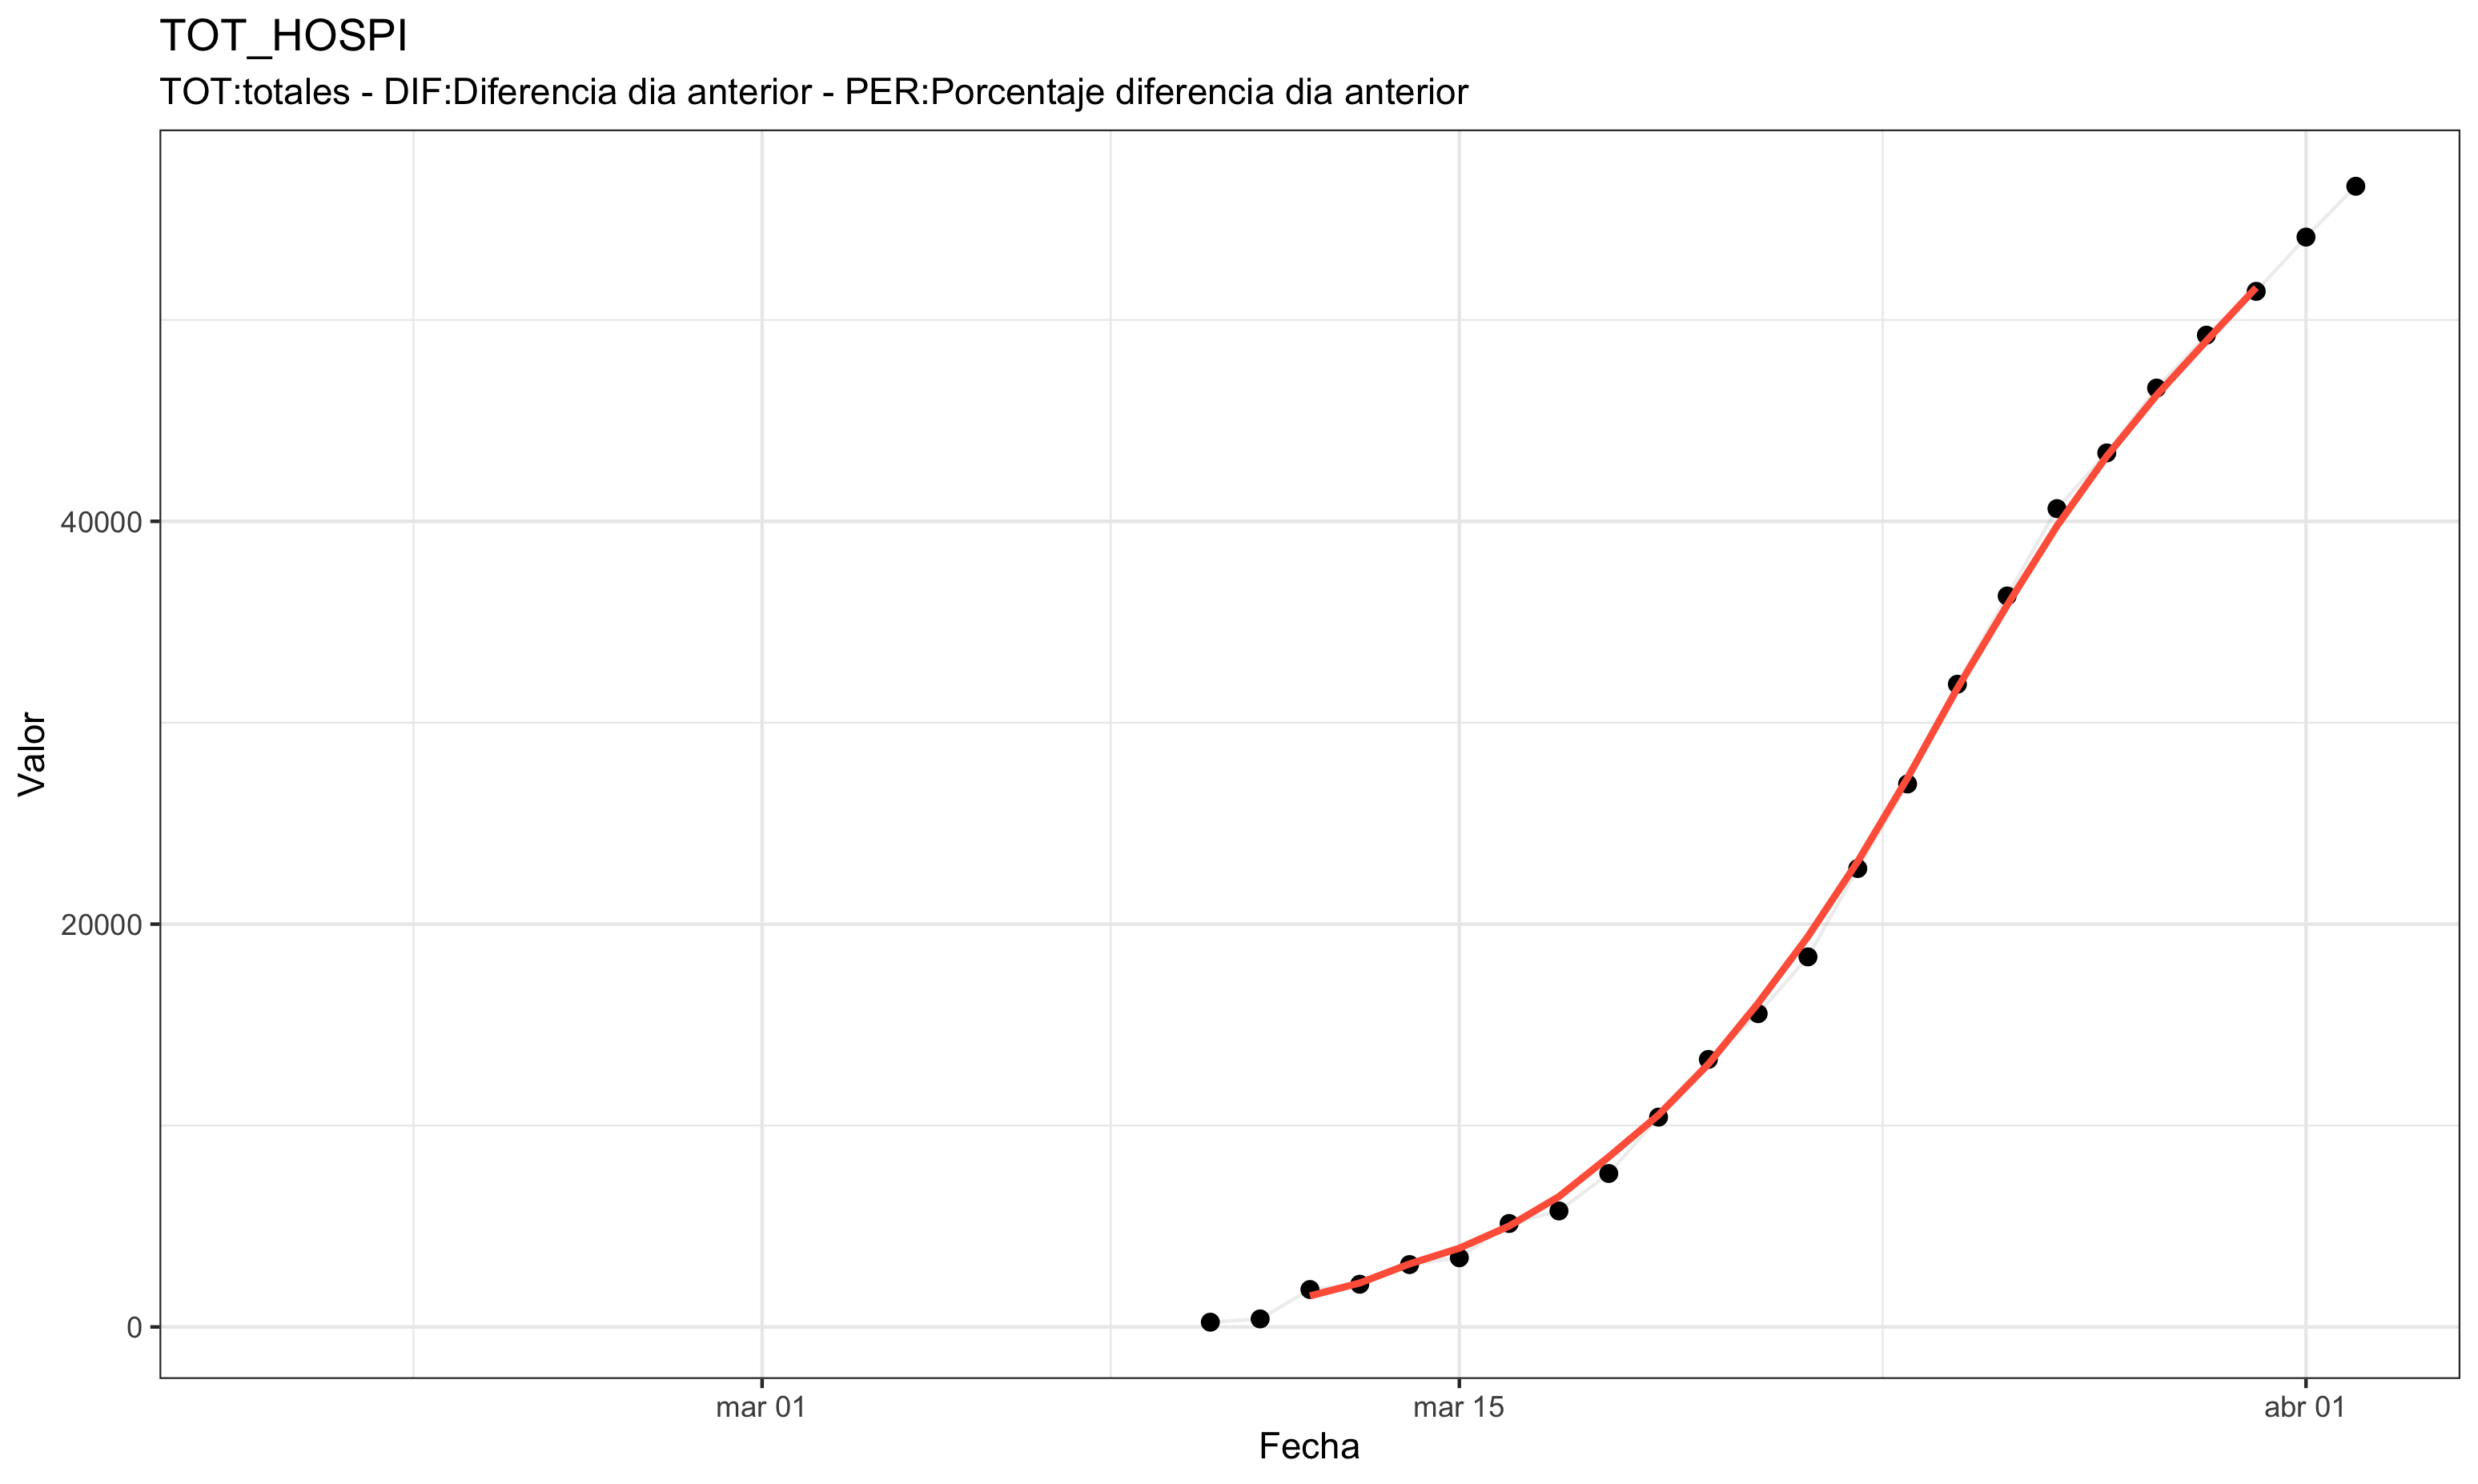 TOT_HOSPI
TOT:totales - DIF:Diferencia dia anterior - PER:Porcentaje diferencia dia anterior
Valor
40000
20000
0
mar 01
mar 15
abr 01
Fecha